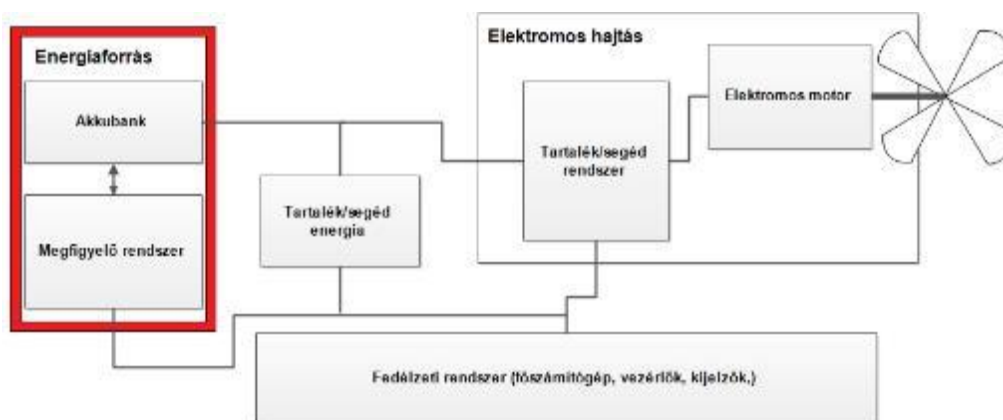 Energiaforrás
Akkubank
Megfigyelő rendszer
Tartalék/segéd
energia
Elektromos hajtás
Tartalék/segéd
rendszer
Elektromos motor
Fedélzeti rendszer (főszámítógép, vezérlők, kijelzők,)